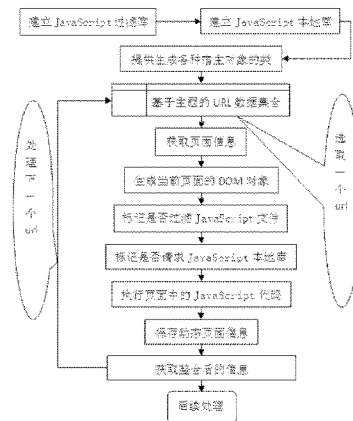 建立 JavaScript 过滤库
建立 JavaScript 本地库
提供生成各种宿主对象的类
基于主题的 URL 数据集合
获取页面信息
生成当前页面的 DOM 对象
标记是否过滤 JavaScript 文件
标记是否请求 JavaScript 本地库
执行页面中的 JavaScript 代码
保存动态页面信息
获取整合后的信息
后续处理
处理下一个 url
选取一个 url